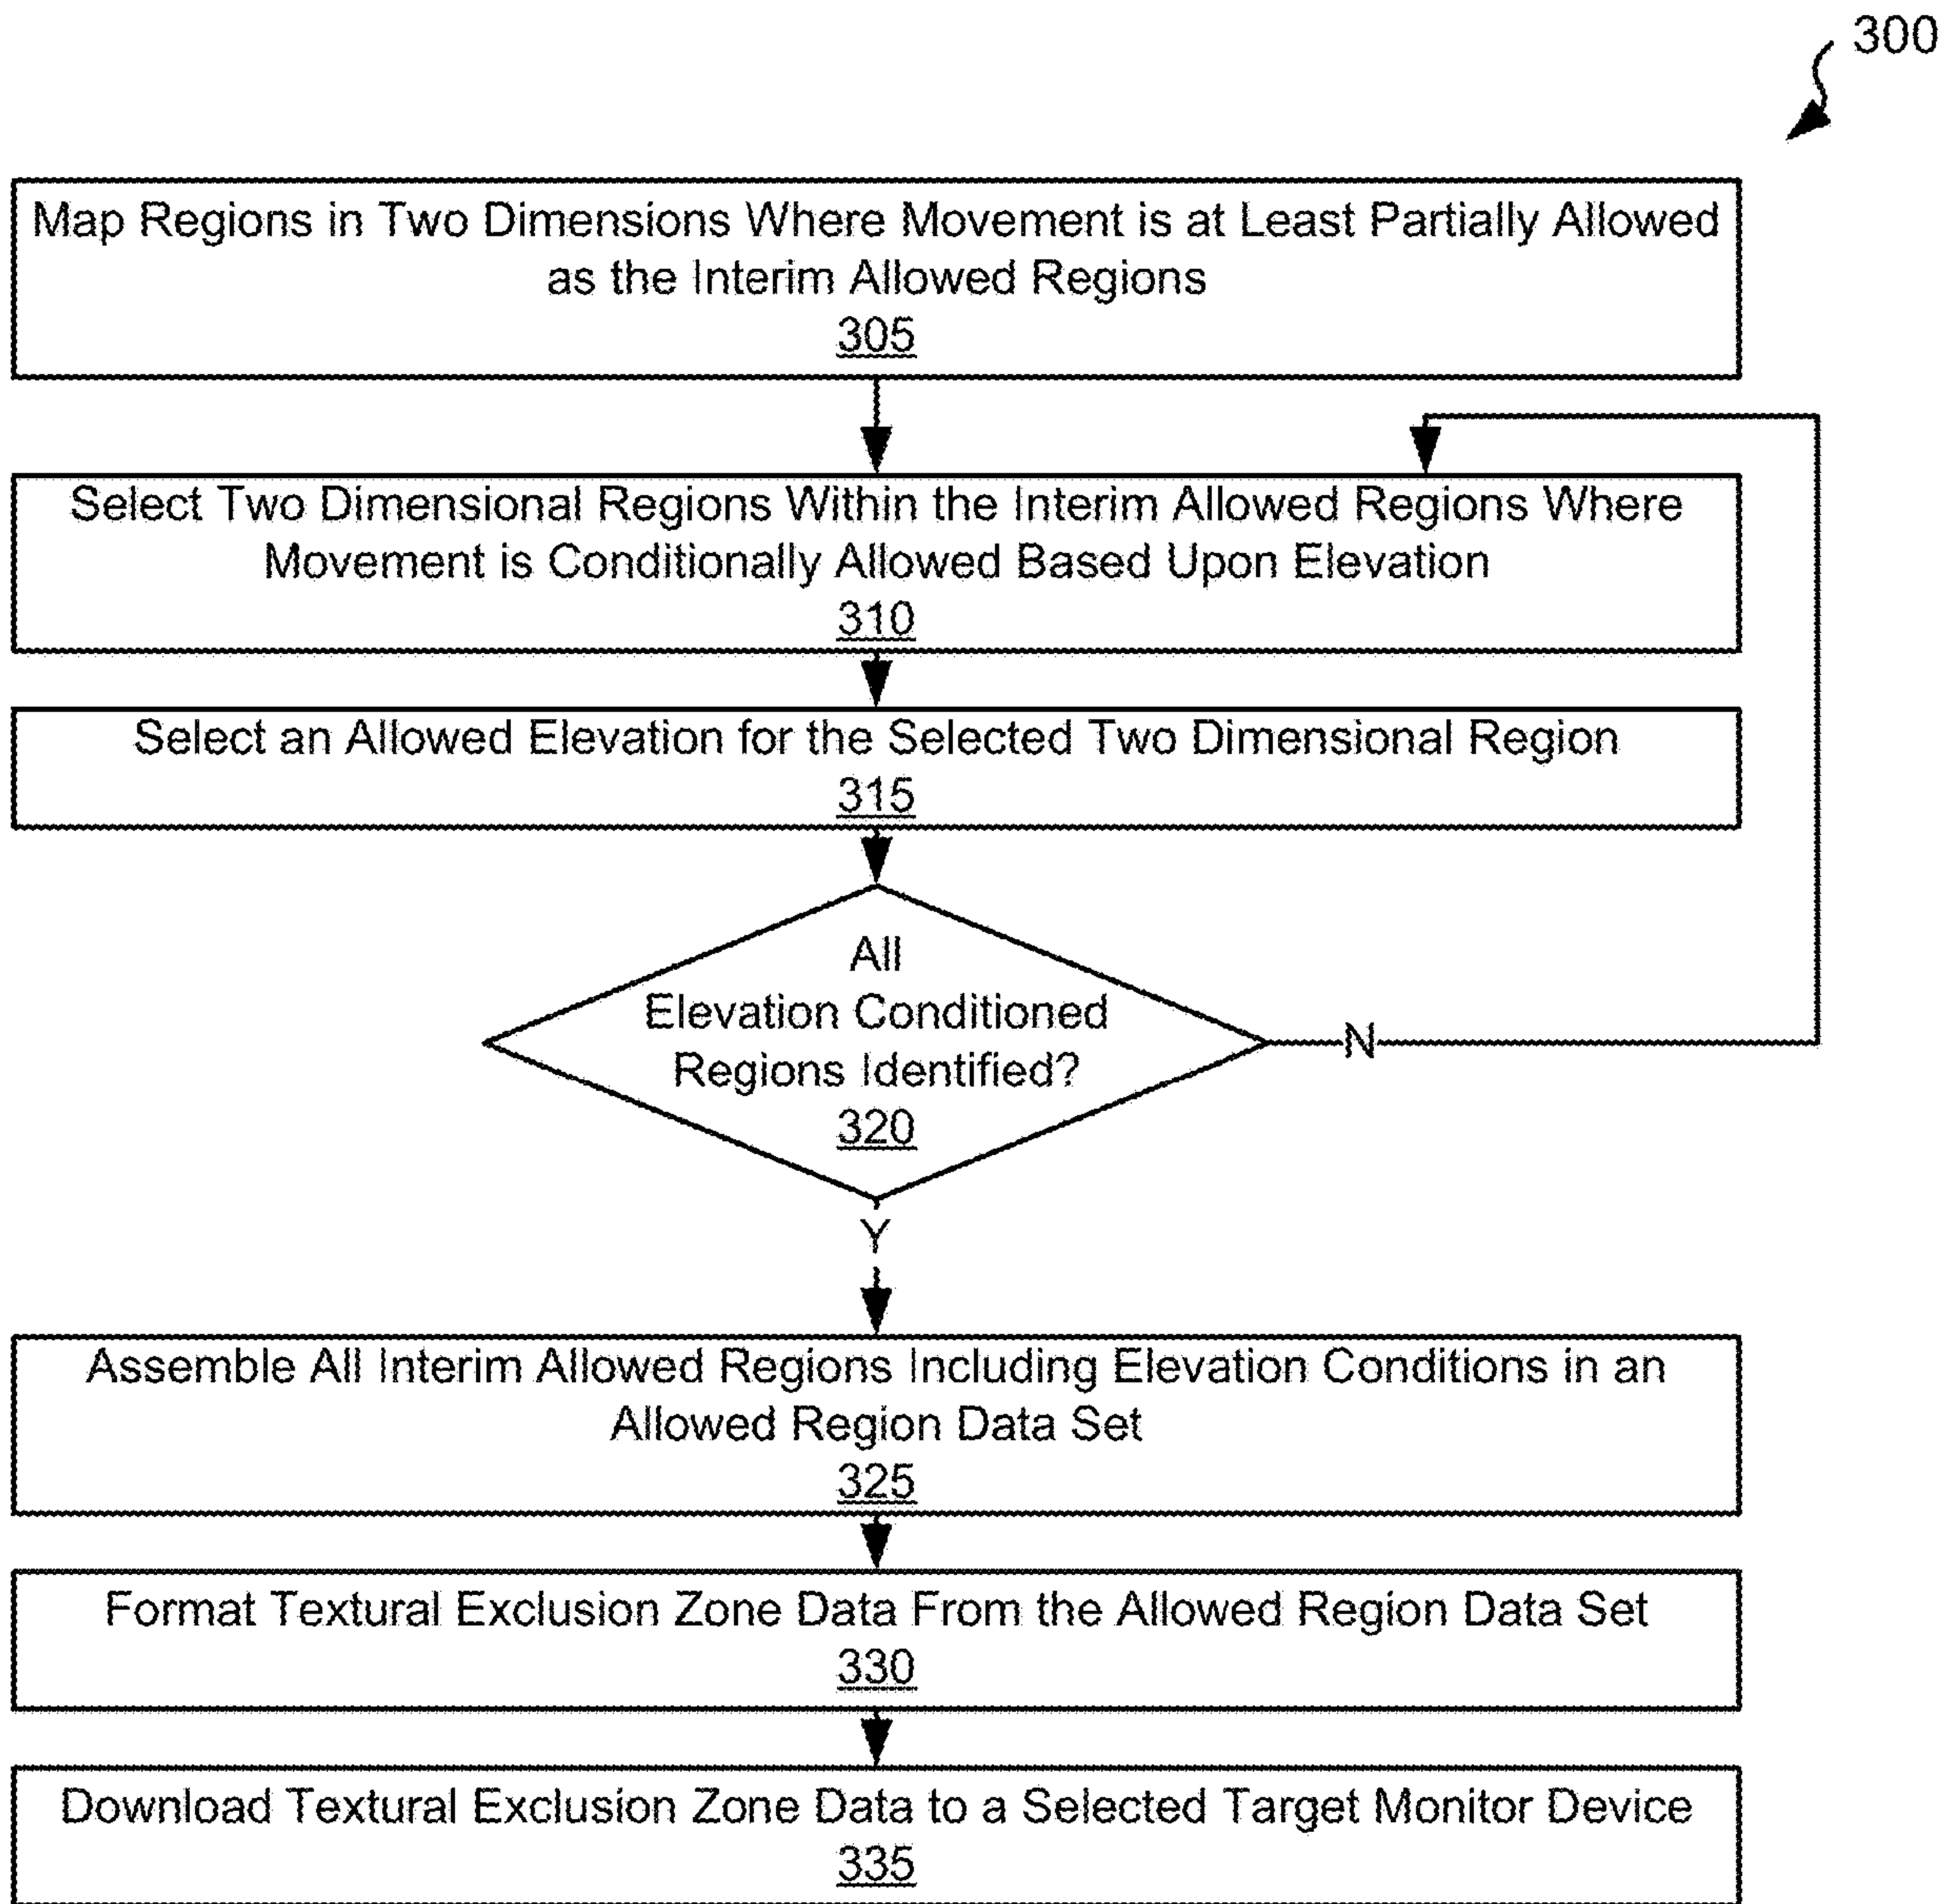 300
Map Regions in Two Dimensions Where Movement is at Least Partially Allowed
as the Interim Allowed Regions
305
Select Two Dimensional Regions Within the Interim Allowed Regions Where
Movement is Conditionally Allowed Based Upon Elevation
310
Select an Allowed Elevation for the Selected Two Dimensional Region
315
All
Elevation Conditioned
Regions Identified?
320
N
Y
Assemble All Interim Allowed Regions Including Elevation Conditions in an
Allowed Region Data Set
325
Format Textural Exclusion Zone Data From the Allowed Region Data Set
330
Download Textural Exclusion Zone Data to a Selected Target Monitor Device
335